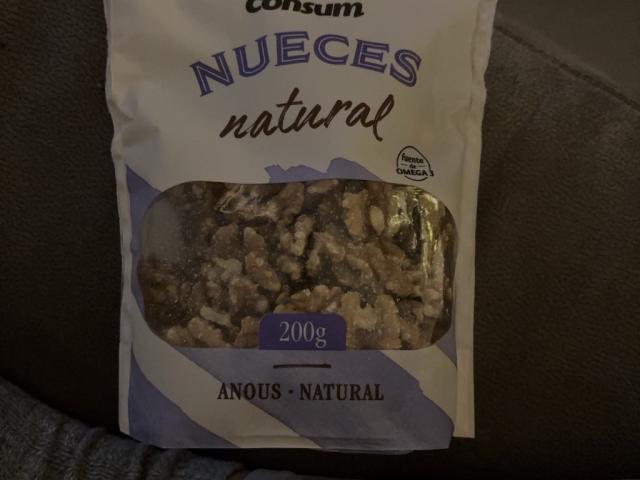 consum
NUECES
natural
fuente
de
OMEGA 3
200g
ANOUS · NATURAL